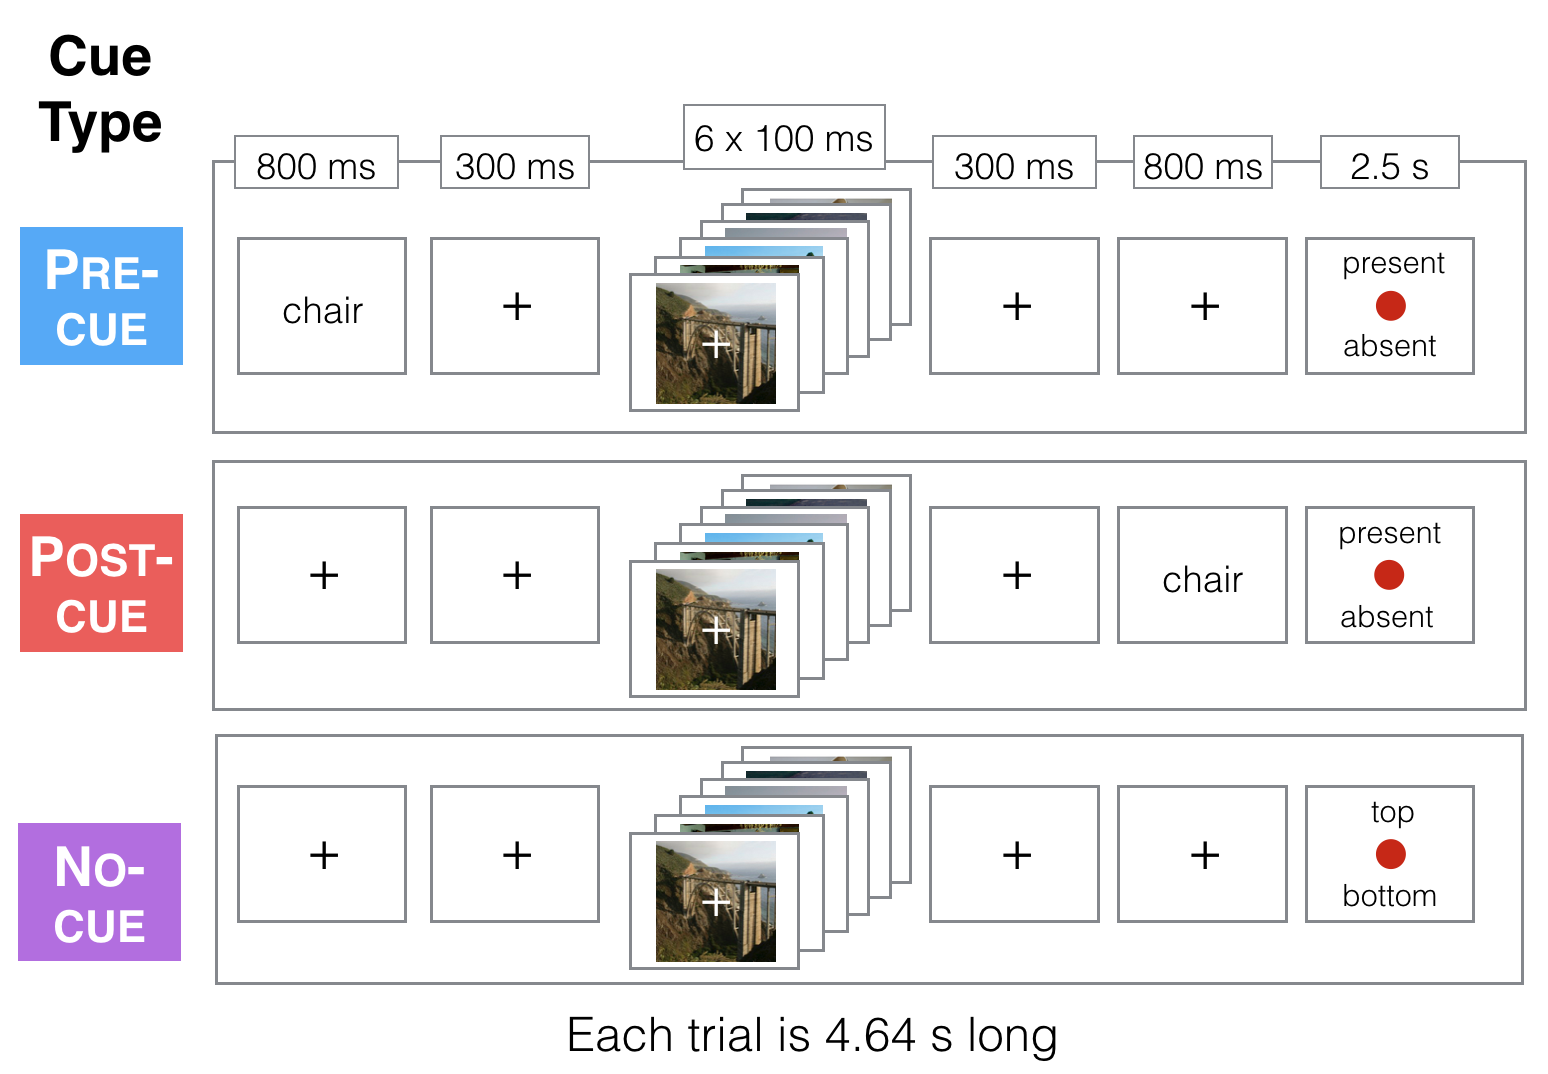 Cue
Type
800 ms
300 ms
6 x 100 ms
300 ms
800 ms
2.5 s
PRE-
CUE
chair
+
+
+
+
present
absent
POST-
CUE
+
+
+
+
chair
present
absent
NO-
CUE
+
+
+
+
+
top
bottom
Each trial is 4.64 s long